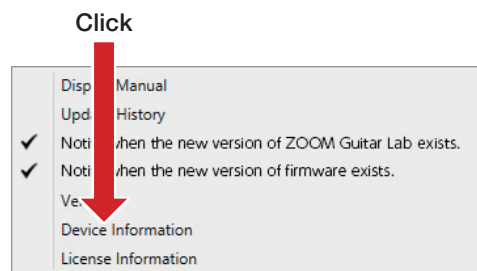 Click
Disp Manual
Upda History
✓ Noti when the new version of ZOOM Guitar Lab exists.
✓ Noti when the new version of firmware exists.
Ve
Device Information
License Information